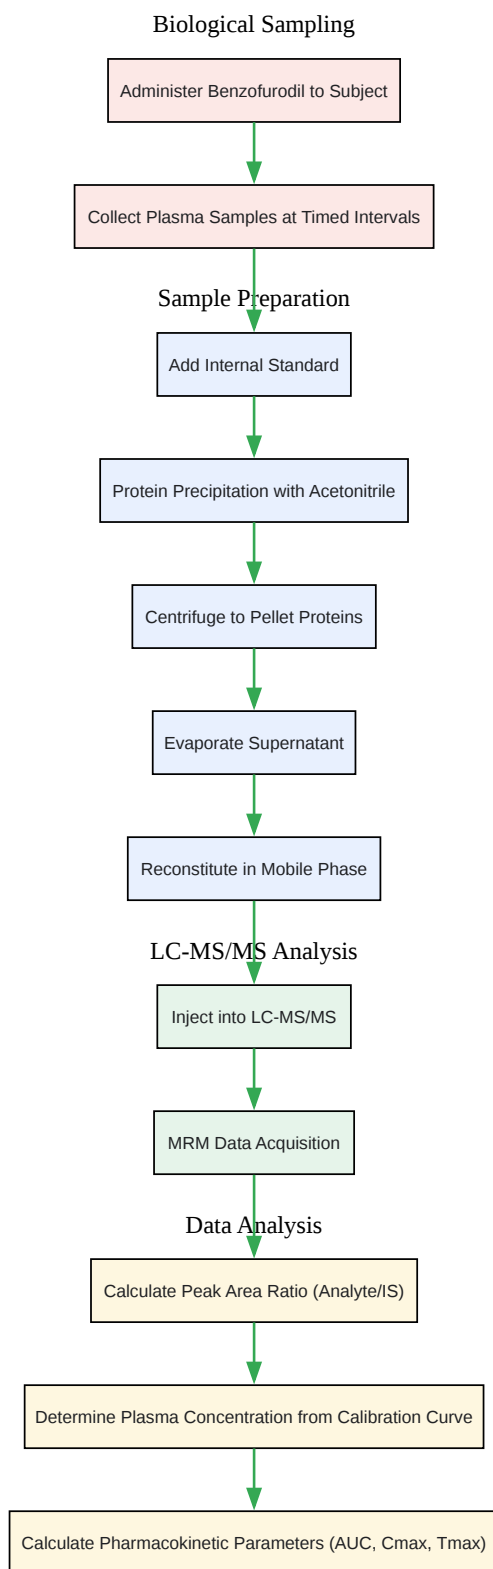 Biological Sampling
Administer Benzofurodil to Subject
Collect Plasma Samples at Timed Intervals
Sample Preparation
Add Internal Standard
Protein Precipitation with Acetonitrile
Centrifuge to Pellet Proteins
Evaporate Supernatant
Reconstitute in Mobile Phase
LC-MS/MS Analysis
Inject into LC-MS/MS
MRM Data Acquisition
Data Analysis
Calculate Peak Area Ratio (Analyte/IS)
Determine Plasma Concentration from Calibration Curve
Calculate Pharmacokinetic Parameters (AUC, Cmax, Tmax)